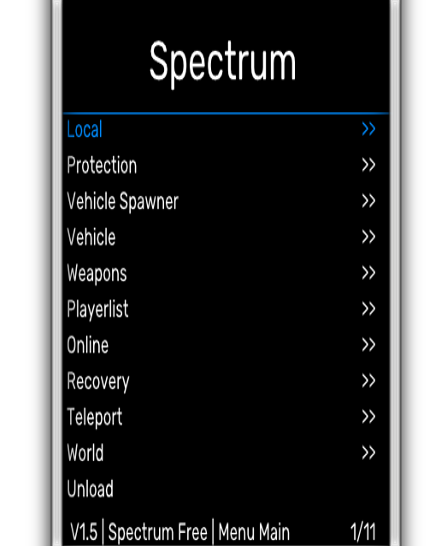 Spectrum
Local >>
Protection >>
Vehicle Spawner >>
Vehicle >>
Weapons >>
Playerlist >>
Online >>
Recovery >>
Teleport >>
World >>
Unload
V1.5 | Spectrum Free | Menu Main 1/11